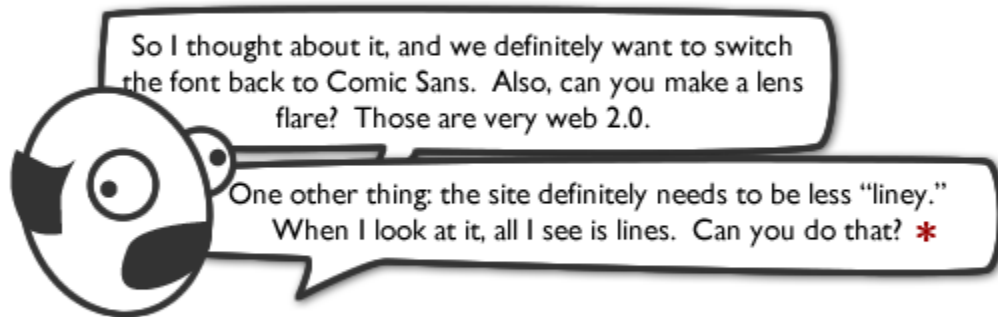 So I thought about it, and we definitely want to switch
the font back to Comic Sans.  Also, can you make a lens
flare?  Those are very web 2.0.
One other thing: the site definitely needs to be less “liney.”
When I look at it, all I see is lines.  Can you do that? *